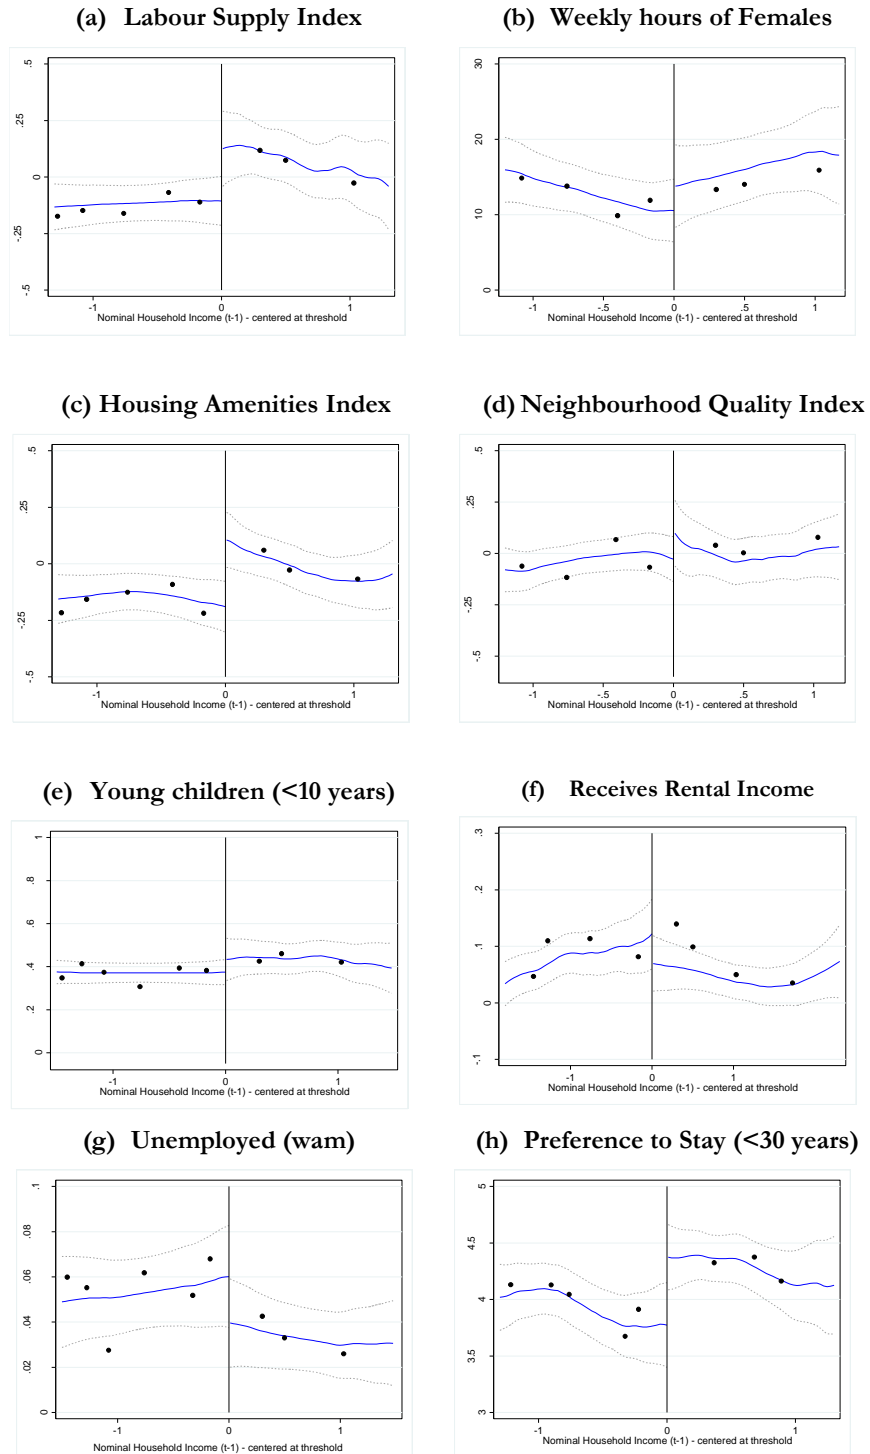 (a) Labour Supply Index
.5
.25
0
-.25
-.5
-1 0 1
Nominal Household Income (t-1) - centered at threshold
(b) Weekly hours of Females
30
20
10
0
-1 -.5 0 .5 1
Nominal Household Income (t-1) - centered at threshold
(c) Housing Amenities Index
.5
.25
0
-.25
-.5
-1 0 1
Nominal Household Income (t-1) - centered at threshold
(d) Neighbourhood Quality Index
.5
.25
0
-.25
-.5
-1 -.5 0 .5 1
Nominal Household Income (t-1) - centered at threshold
(e) Young children (<10 years)
1
.8
.6
.4
.2
0
-1 0 1
Nominal Household Income (t-1) - centered at threshold
(f) Receives Rental Income
.3
.2
.1
0
-.1
-1 0 1
Nominal Household Income (t-1) - centered at threshold
(g) Unemployed (wam)
.1
.08
.06
.04
.02
0
-1 0 1
Nominal Household Income (t-1) - centered at threshold
(h) Preference to Stay (<30 years)
5
4.5
4
3.5
3
-1 0 1
Nominal Household Income (t-1) - centered at threshold